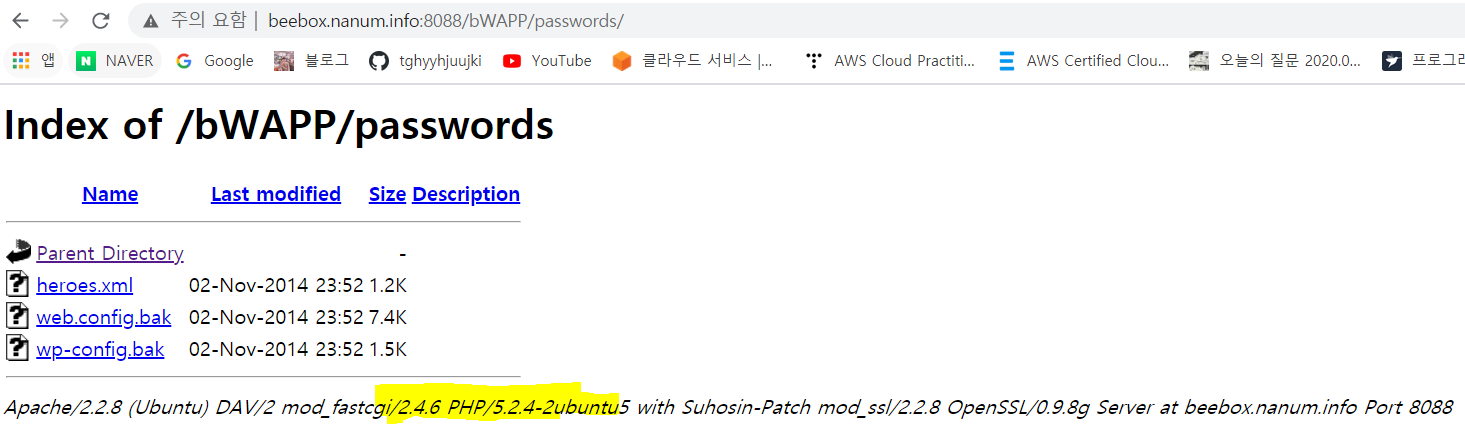 주의 요함 | beebox.nanum.info:8088/bWAPP/passwords/
앱 NAVER Google 블로그 tghyyhjuujki YouTube 클라우드 서비스 |... AWS Cloud Practiti... AWS Certified Clou... 오늘의 질문 2020.0... 프로그래
Index of /bWAPP/passwords
Name Last modified Size Description
Parent Directory -
heroes.xml 02-Nov-2014 23:52 1.2K
web.config.bak 02-Nov-2014 23:52 7.4K
wp-config.bak 02-Nov-2014 23:52 1.5K
Apache/2.2.8 (Ubuntu) DAV/2 mod_fastcgi/2.4.6 PHP/5.2.4-2ubuntu5 with Suhosin-Patch mod_ssl/2.2.8 OpenSSL/0.9.8g Server at beebox.nanum.info Port 8088